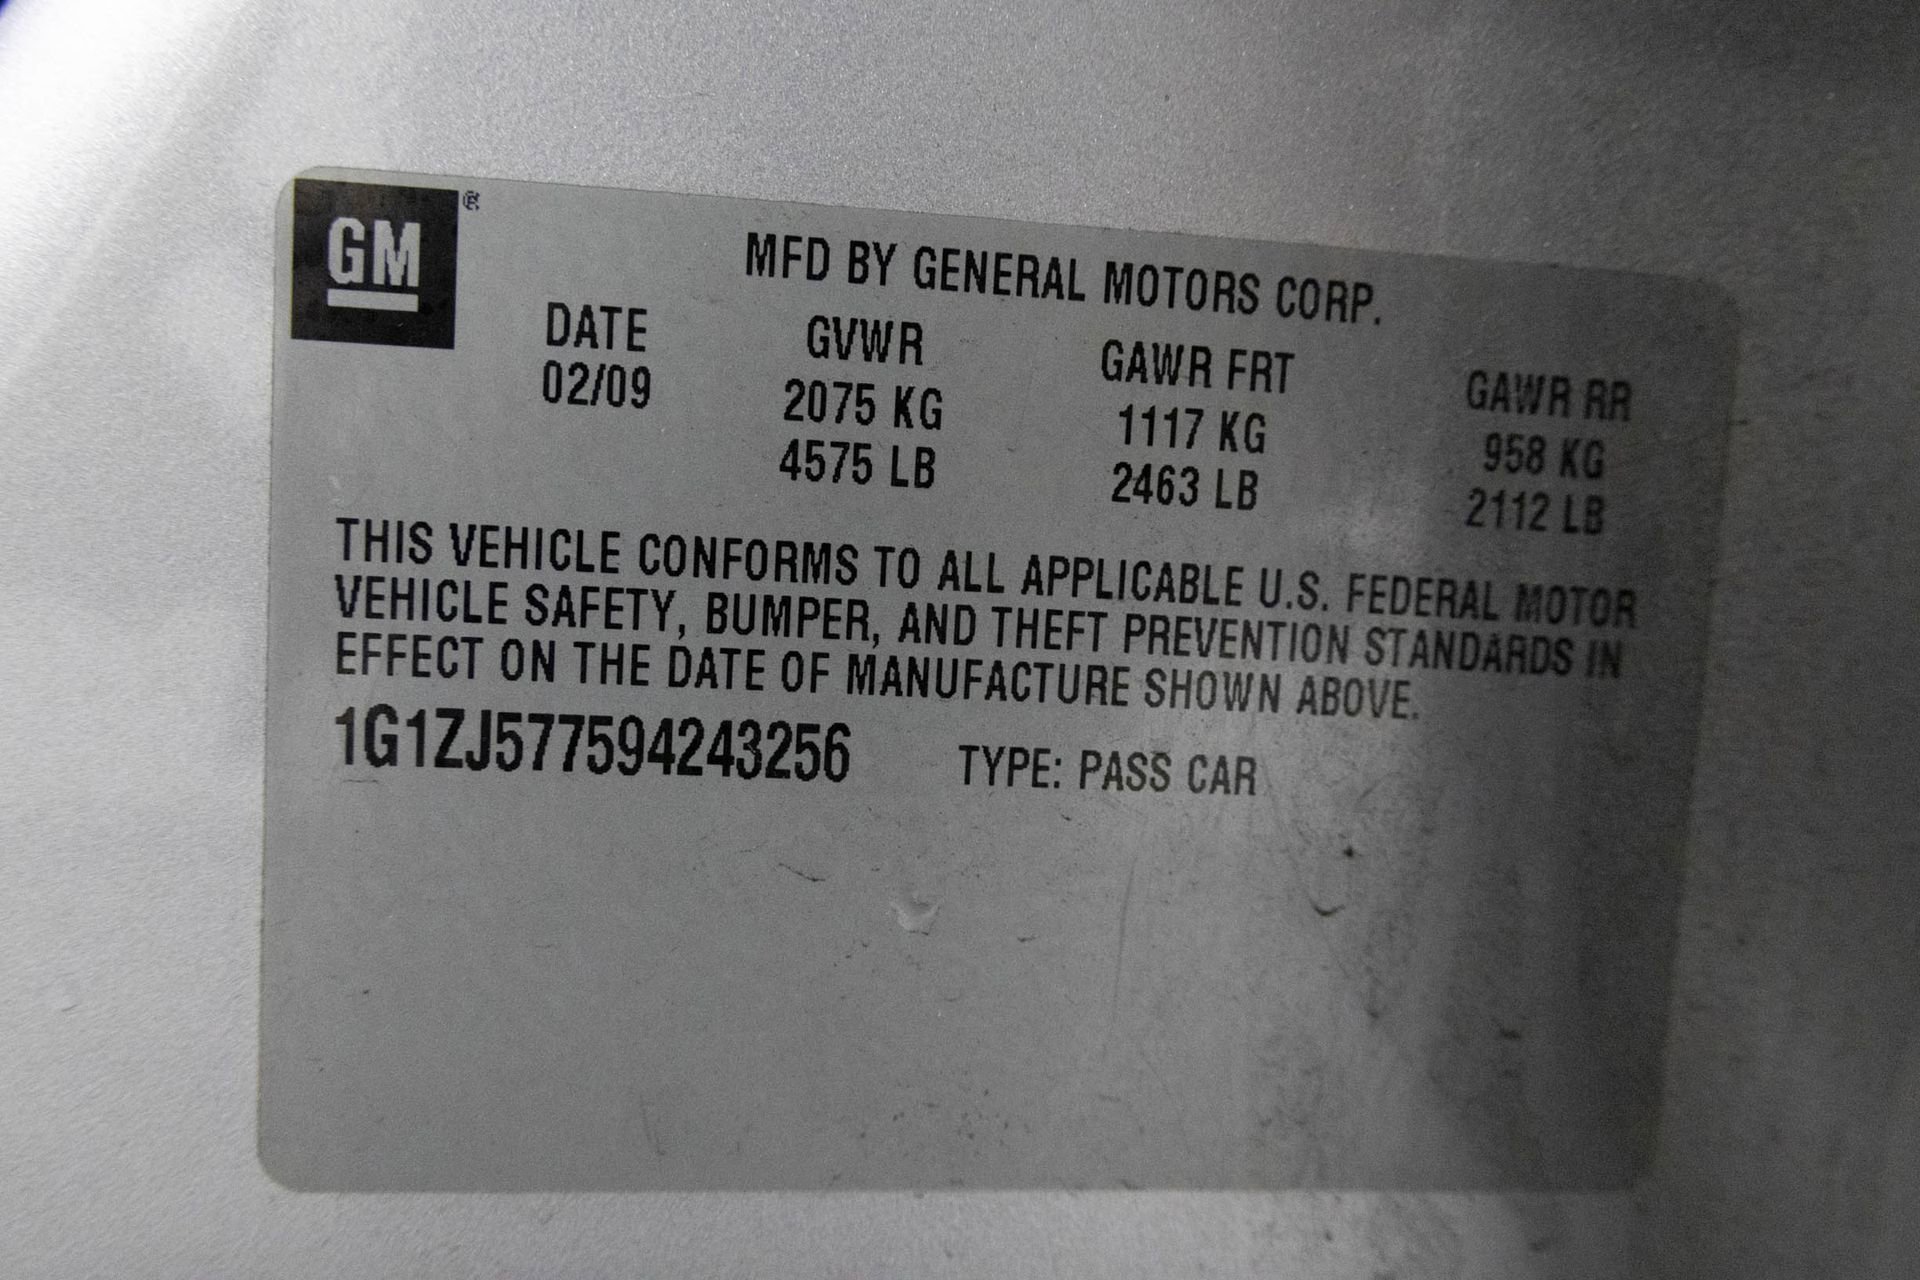 GM ®
MFD BY GENERAL MOTORS CORP.
DATE GVWR GAWR FRT GAWR RR
02/09 2075 KG 1117 KG 958 KG
4575 LB 2463 LB 2112 LB
THIS VEHICLE CONFORMS TO ALL APPLICABLE U.S. FEDERAL MOTOR
VEHICLE SAFETY, BUMPER, AND THEFT PREVENTION STANDARDS IN
EFFECT ON THE DATE OF MANUFACTURE SHOWN ABOVE.
1G1ZJ577594243256 TYPE: PASS CAR